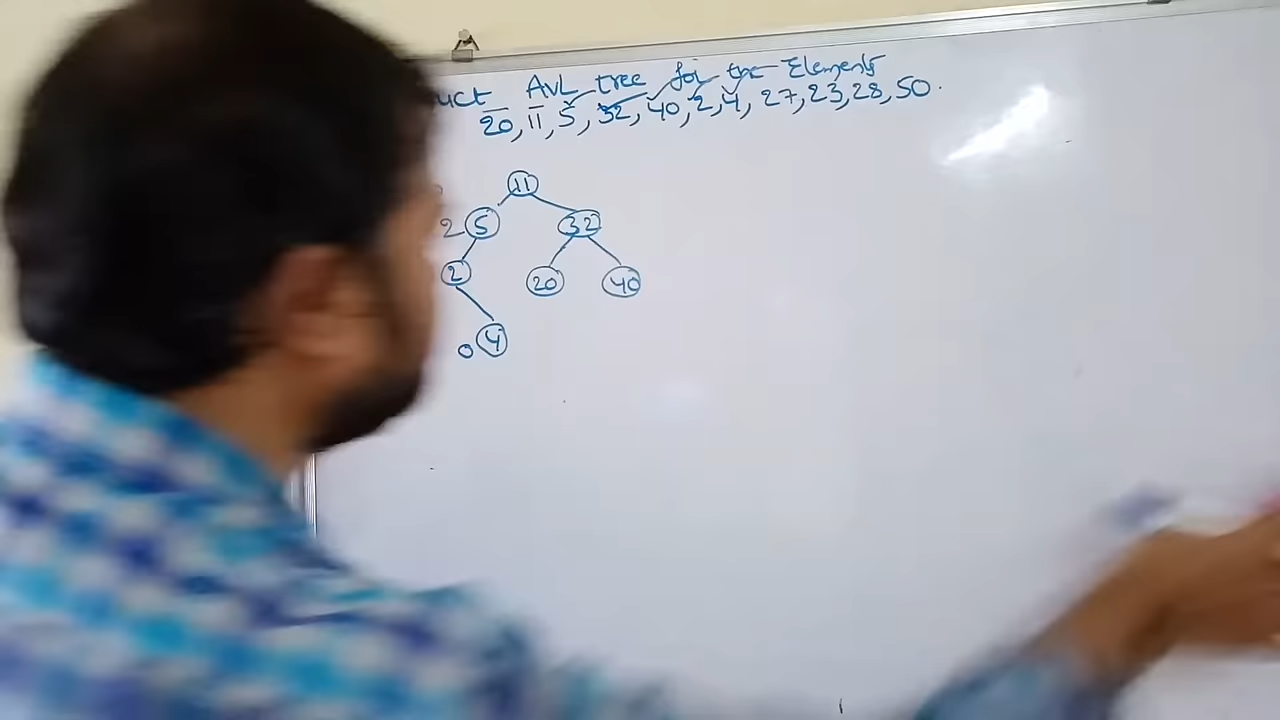 uct AVL tree for the Elements
20, 11, 5, 32, 40, 2, 4, 27, 23, 28, 50.
11
2 5 32
2 20 40
0 4